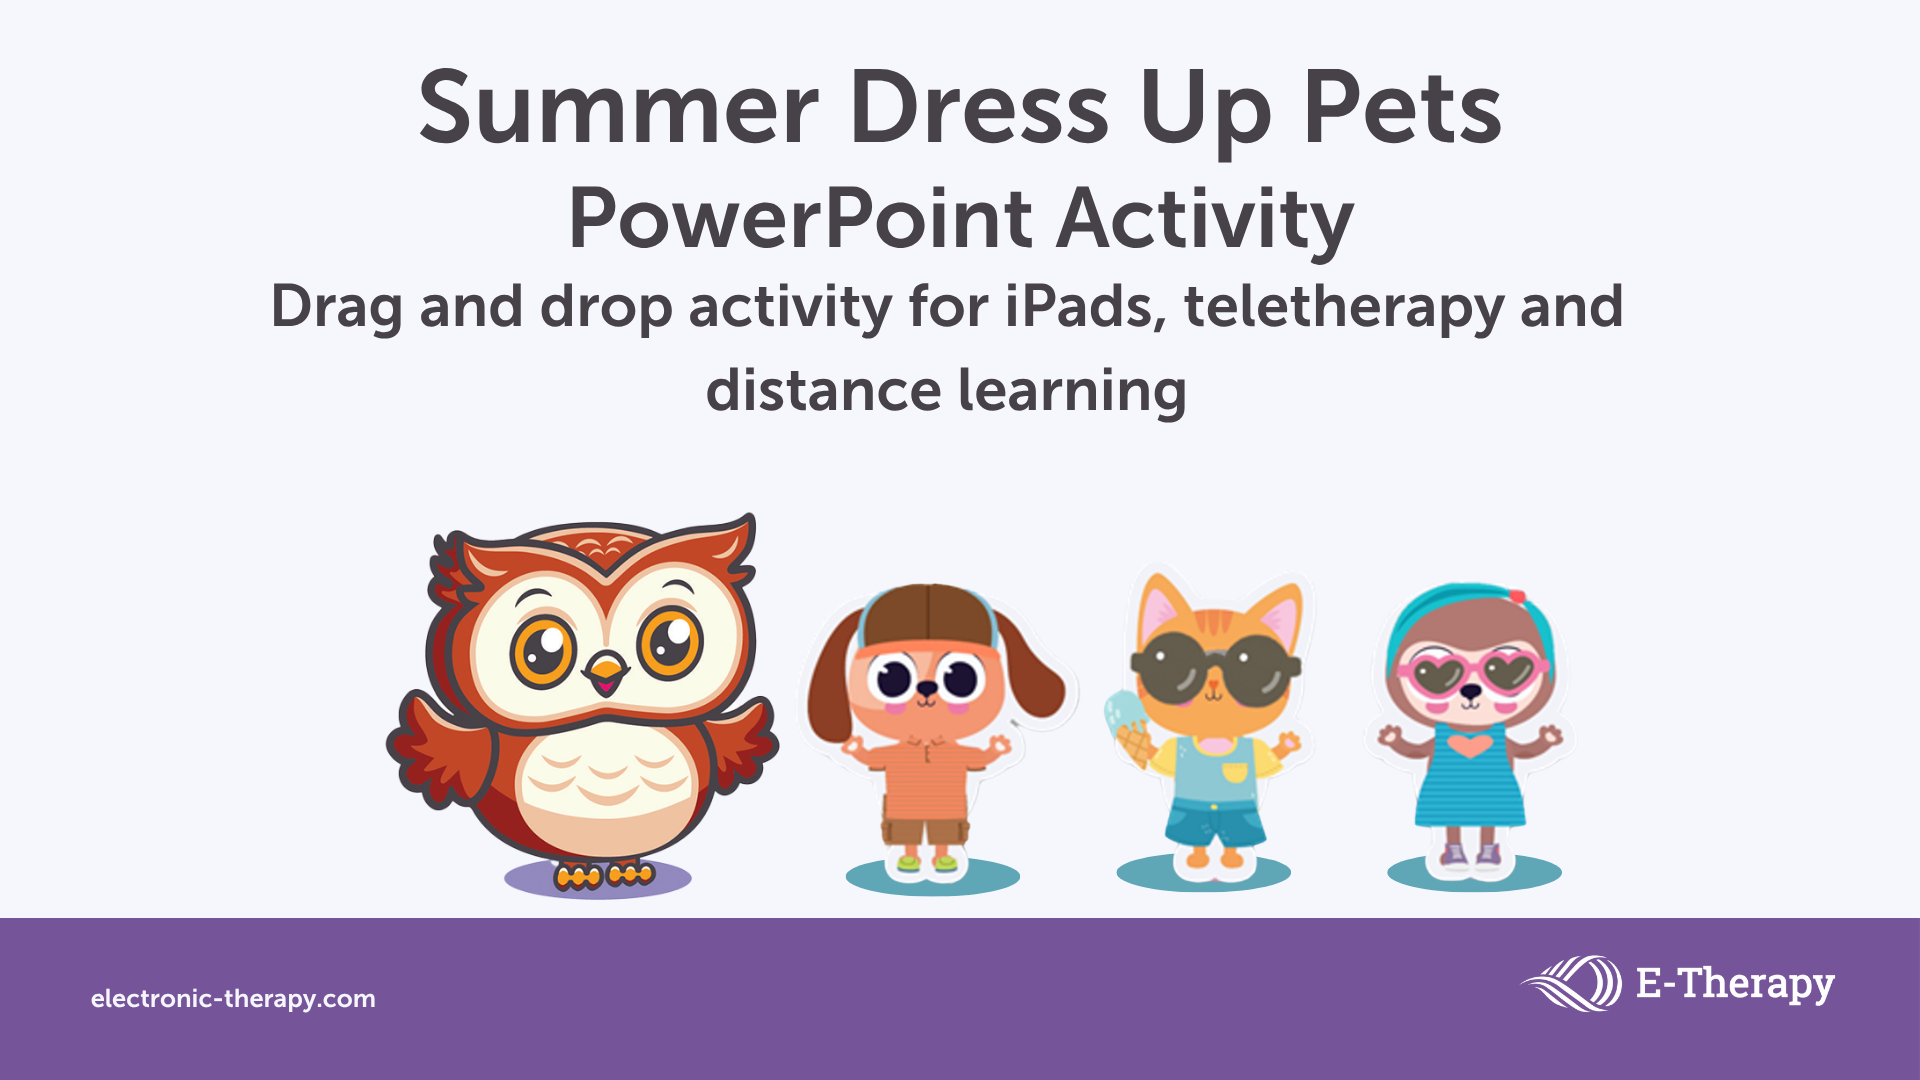 Summer Dress Up Pets
PowerPoint Activity
Drag and drop activity for iPads, teletherapy and
distance learning
electronic-therapy.com
E-Therapy